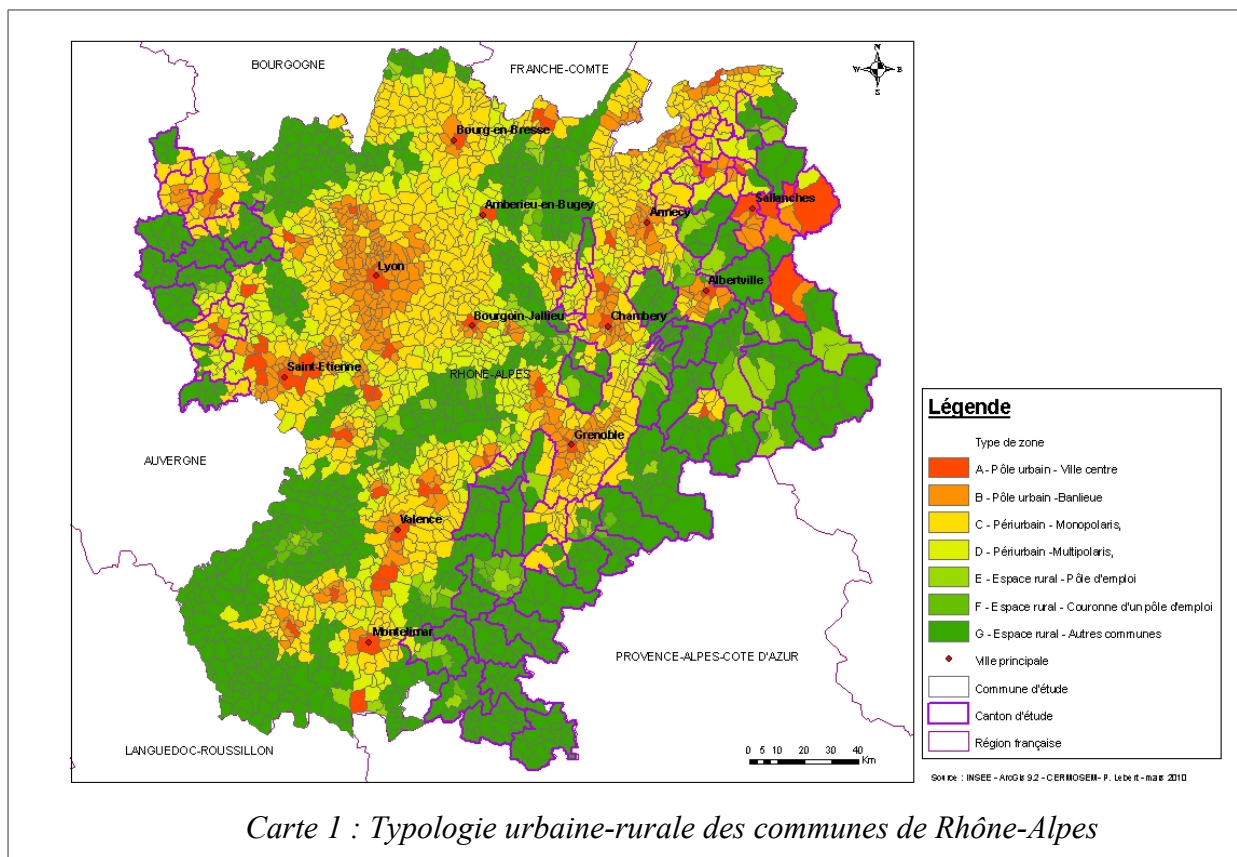 BOURGOGNE
FRANCHE-COMTE
N
W
E
S
Bourg-en-Bresse
Amberieu-en-Bugey
Sallanches
Annecy
Lyon
Albertville
Bourgoin-Jallieu
Chambery
Saint-Etienne
RHONE-ALPES
Grenoble
AUVERGNE
Valence
Montelimar
PROVENCE-ALPES-COTE D'AZUR
LANGUEDOC-ROUSSILLON
0 5 10 20 30 40
Km
Légende
Type de zone
A - Pôle urbain - Ville centre
B - Pôle urbain -Banlieue
C - Périurbain - Monopolaris,
D - Périurbain -Multipolaris,
E - Espace rural - Pôle d'emploi
F - Espace rural - Couronne d'un pôle d'emploi
G - Espace rural - Autres communes
Ville principale
Commune d'étude
Canton d'étude
Région française
Source : INSEE - ArcGis 9.2 - CERMOSEM - P. Lebert - mars 2010
Carte 1 : Typologie urbaine-rurale des communes de Rhône-Alpes